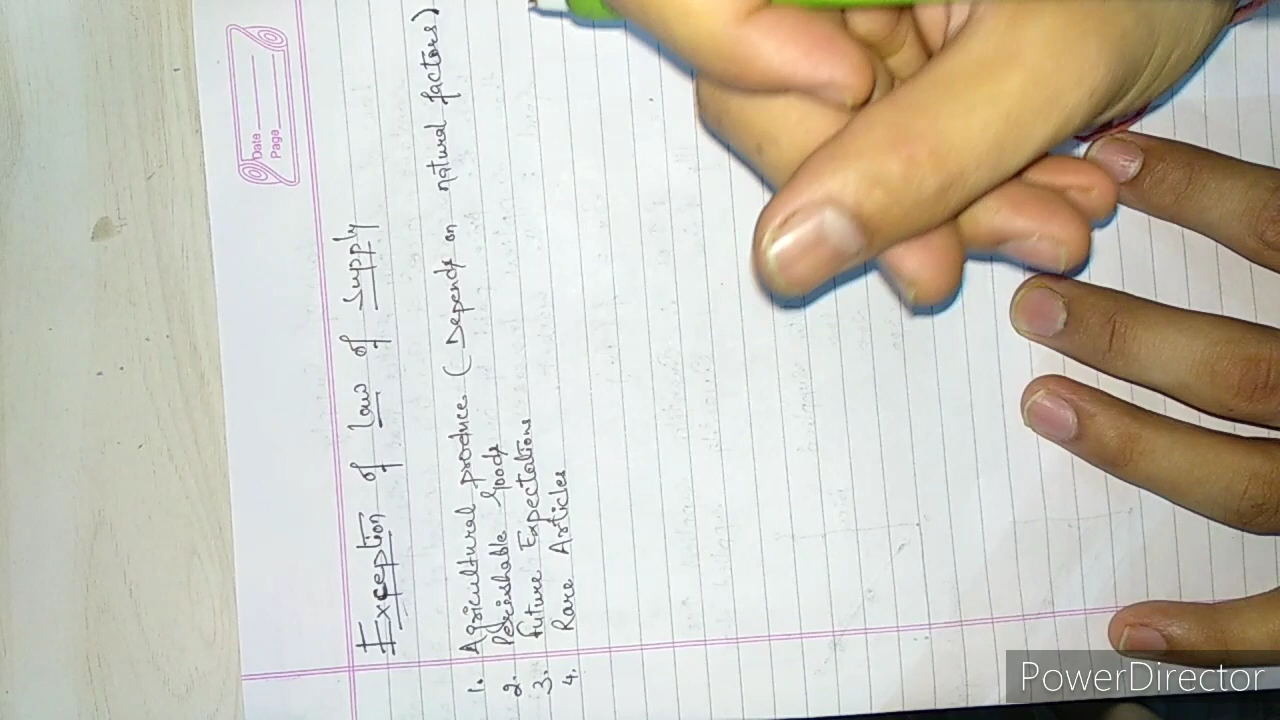 Date
Page
Exception of Law of Supply
1. Agricultural produce. (Depends on natural factors)
2. Perishable Goods
3. Future Expectations
4. Rare Articles
PowerDirector